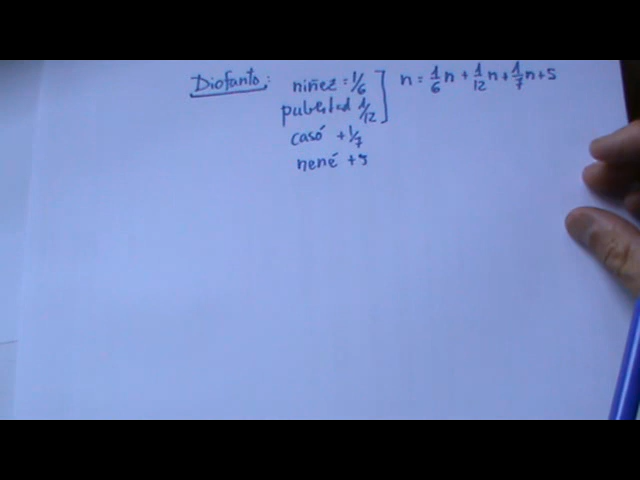 Diofanto: niñez = 1/6 ] n = 1/6 n + 1/12 n + 1/7 n + 5
pubertad 1/12
casó + 1/7
nené + 5